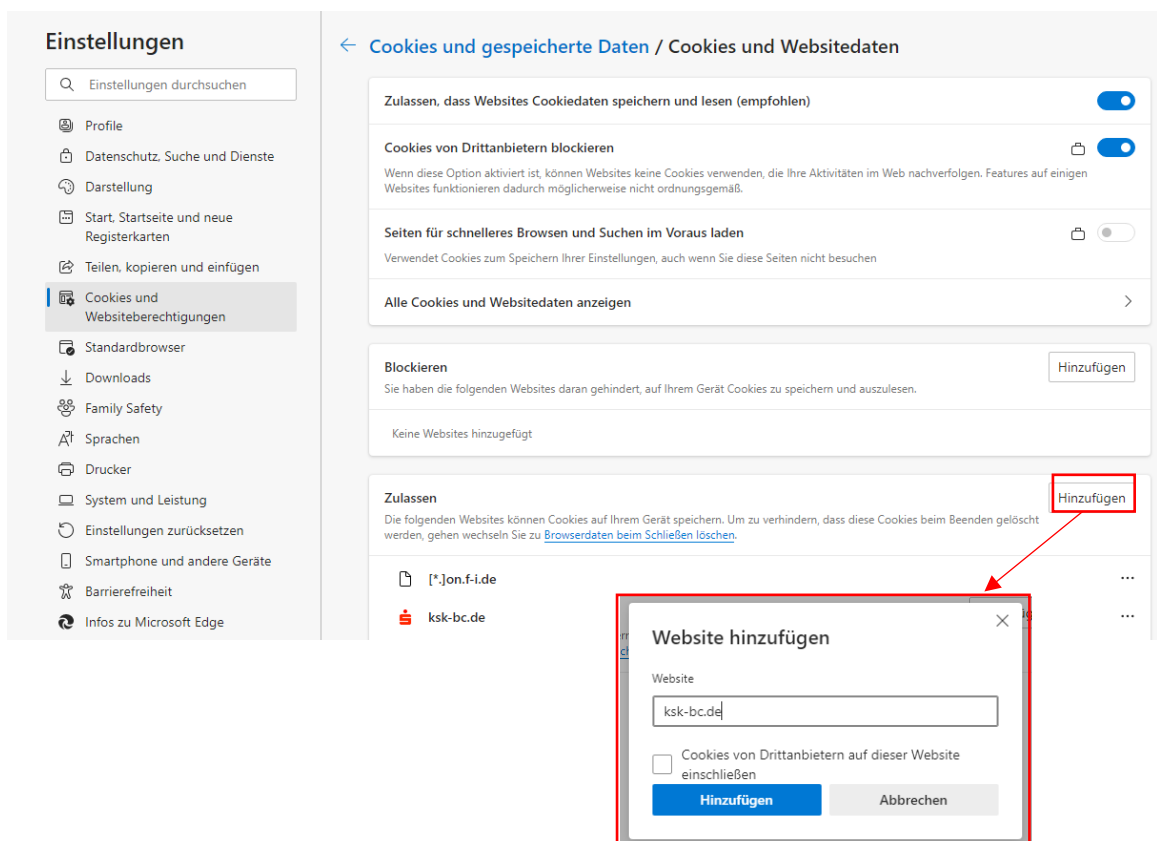 Einstellungen
Einstellungen durchsuchen
Profile
Datenschutz, Suche und Dienste
Darstellung
Start, Startseite und neue
Registerkarten
Teilen, kopieren und einfügen
Cookies und
Websiteberechtigungen
Standardbrowser
Downloads
Family Safety
Sprachen
Drucker
System und Leistung
Einstellungen zurücksetzen
Smartphone und andere Geräte
Barrierefreiheit
Infos zu Microsoft Edge
Cookies und gespeicherte Daten / Cookies und Websitedaten
Zulassen, dass Websites Cookiedaten speichern und lesen (empfohlen)
Cookies von Drittanbietern blockieren
Wenn diese Option aktiviert ist, können Websites keine Cookies verwenden, die Ihre Aktivitäten im Web nachverfolgen. Features auf einigen
Websites funktionieren dadurch möglicherweise nicht ordnungsgemäß.
Seiten für schnelleres Browsen und Suchen im Voraus laden
Verwendet Cookies zum Speichern Ihrer Einstellungen, auch wenn Sie diese Seiten nicht besuchen
Alle Cookies und Websitedaten anzeigen
Blockieren
Hinzufügen
Sie haben die folgenden Websites daran gehindert, auf Ihrem Gerät Cookies zu speichern und auszulesen.
Keine Websites hinzugefügt
Zulassen
Hinzufügen
Die folgenden Websites können Cookies auf Ihrem Gerät speichern. Um zu verhindern, dass diese Cookies beim Beenden gelöscht
werden, gehen wechseln Sie zu Browserdaten beim Schließen löschen.
[*.]on.f-i.de
ksk-bc.de
Website hinzufügen
Website
ksk-bc.de
Cookies von Drittanbietern auf dieser Website
einschließen
Hinzufügen
Abbrechen